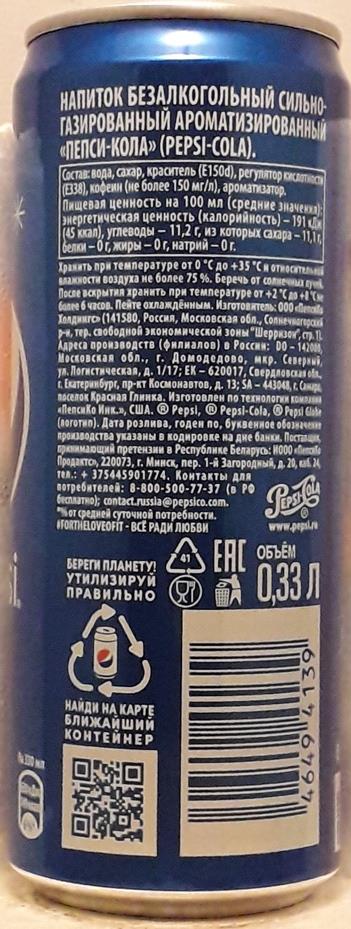 НАПИТОК БЕЗАЛКОГОЛЬНЫЙ СИЛЬНО-
ГАЗИРОВАННЫЙ АРОМАТИЗИРОВАННЫЙ
«ПЕПСИ-КОЛА» (PEPSI-COLA).
Состав: вода, сахар, краситель (Е150d), регулятор кислотности
(Е338), кофеин (не более 150 мг/л), ароматизатор.
Пищевая ценность на 100 мл (средние значения):
энергетическая ценность (калорийность) – 191 кДж
(45 ккал), углеводы – 11,2 г, из которых сахара – 11,1 г,
белки – 0 г, жиры – 0 г, натрий – 0 г.
Хранить при температуре от 0 °С до +35 °С и относительной
влажности воздуха не более 75 %. Беречь от солнечных лучей.
После вскрытия хранить при температуре от +2 °С до +8 °С не
более 6 часов. Пейте охлаждённым. Изготовитель: ООО «ПепсиКо
Холдингс» (141580, Россия, Московская обл., Солнечногорский
р-н, тер. свободной экономической зоны "Шерризон", стр. 1).
Адреса производств (филиалов) в России: DO – 142000,
Московская обл., г. Домодедово, мкр. Северный,
ул. Логистическая, д. 1/17; EK – 620017, Свердловская обл.,
г. Екатеринбург, пр-кт Космонавтов, д. 13; SA – 443048, г. Самара,
поселок Красная Глинка. Изготовлен по технологии компании
«ПепсиКо Инк.», США. ® Pepsi, ® Pepsi-Cola, ® Pepsi Globe
(логотип). Дата розлива, годен по, буквенное обозначение
производства указаны в кодировке на дне банки. Поставщик,
принимающий претензии в Республике Беларусь: ИООО «ПепсиКо
Продактс», 220073, г. Минск, пер. 1-й Загородный, д. 20, каб. 24,
тел.: + 375445901774. Контакты для
потребителей: 8-800-500-77-37 (в РФ
бесплатно); contact.russia@pepsico.com.
*% от средней суточной потребности.
#FORTHELOVEOFIT - ВСЁ РАДИ ЛЮБВИ
PEPSI-COLA
www.pepsi.ru
БЕРЕГИ ПЛАНЕТУ!
УТИЛИЗИРУЙ
ПРАВИЛЬНО
41
EAC
ОБЪЁМ
0,33 Л
НАЙДИ НА КАРТЕ
БЛИЖАЙШИЙ
КОНТЕЙНЕР
4649 4139
330 мл
si.